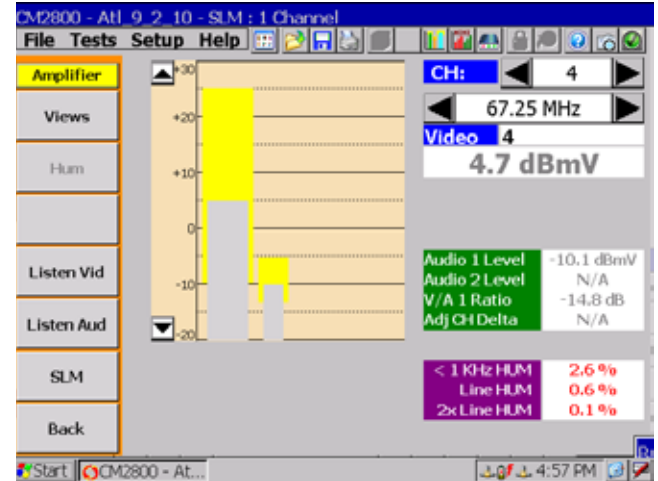 CM2800 - Atl_9_2_10 - SLM : 1 Channel
File Tests Setup Help
Amplifier
Views
Hum
Listen Vid
Listen Aud
SLM
Back
+30
+20
+10
0
-10
-20
CH: 4
67.25 MHz
Video 4
4.7 dBmV
Audio 1 Level -10.1 dBmV
Audio 2 Level N/A
V/A 1 Ratio -14.8 dB
Adj CH Delta N/A
< 1 KHz HUM 2.6 %
Line HUM 0.6 %
2x Line HUM 0.1 %
Start CM2800 - At... 4:57 PM